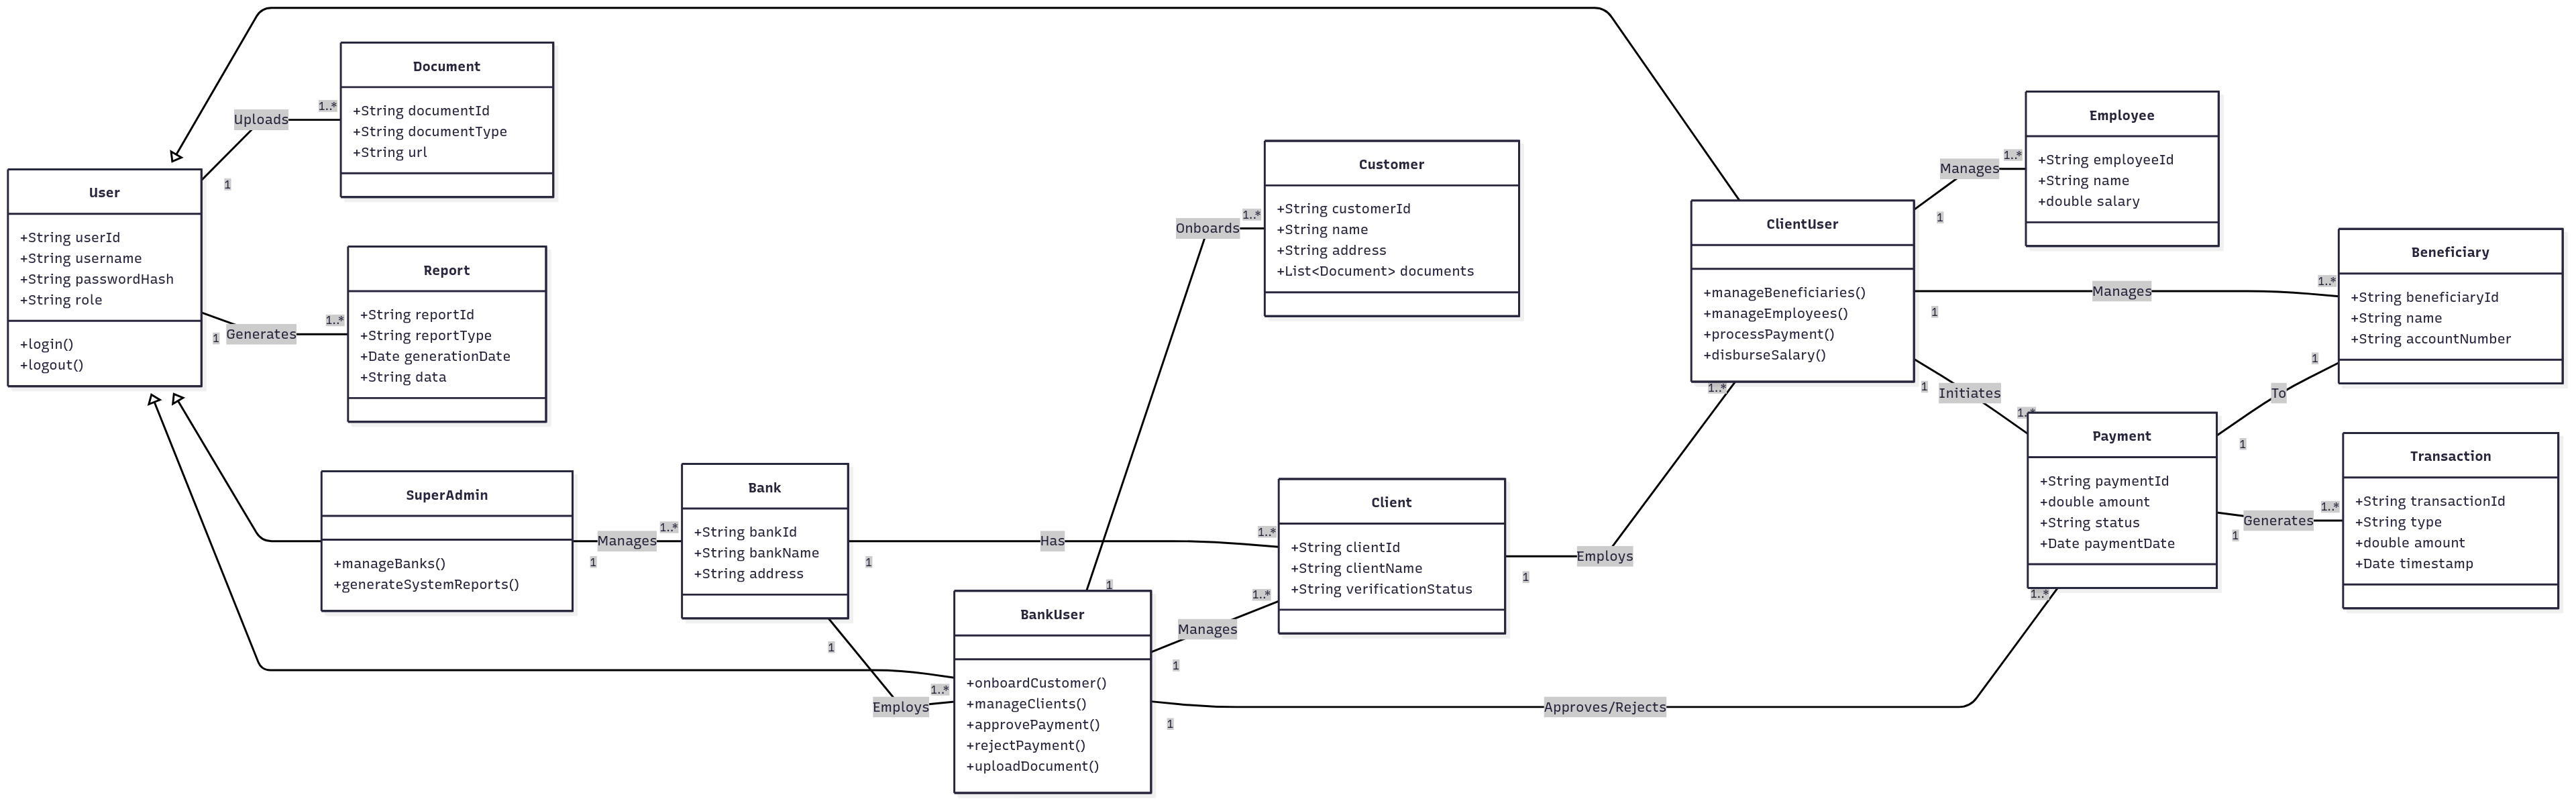 Document
+String documentId
+String documentType
+String url
Uploads
1
1..*
User
+String userId
+String username
+String passwordHash
+String role
+login()
+logout()
Report
+String reportId
+String reportType
+Date generationDate
+String data
Generates
1
1..*
SuperAdmin
+manageBanks()
+generateSystemReports()
Manages
1
1..*
Bank
+String bankId
+String bankName
+String address
Has
1
1..*
Employs
1
1..*
BankUser
+onboardCustomer()
+manageClients()
+approvePayment()
+rejectPayment()
+uploadDocument()
Onboards
1
1..*
Customer
+String customerId
+String name
+String address
+List<Document> documents
Manages
1
1..*
Client
+String clientId
+String clientName
+String verificationStatus
Employs
1
1..*
Approves/Rejects
1
1..*
ClientUser
+manageBeneficiaries()
+manageEmployees()
+processPayment()
+disburseSalary()
Manages
1
1..*
Employee
+String employeeId
+String name
+double salary
Manages
1
1..*
Beneficiary
+String beneficiaryId
+String name
+String accountNumber
Initiates
1
1..*
Payment
+String paymentId
+double amount
+String status
+Date paymentDate
To
1
1
Generates
1
1..*
Transaction
+String transactionId
+String type
+double amount
+Date timestamp